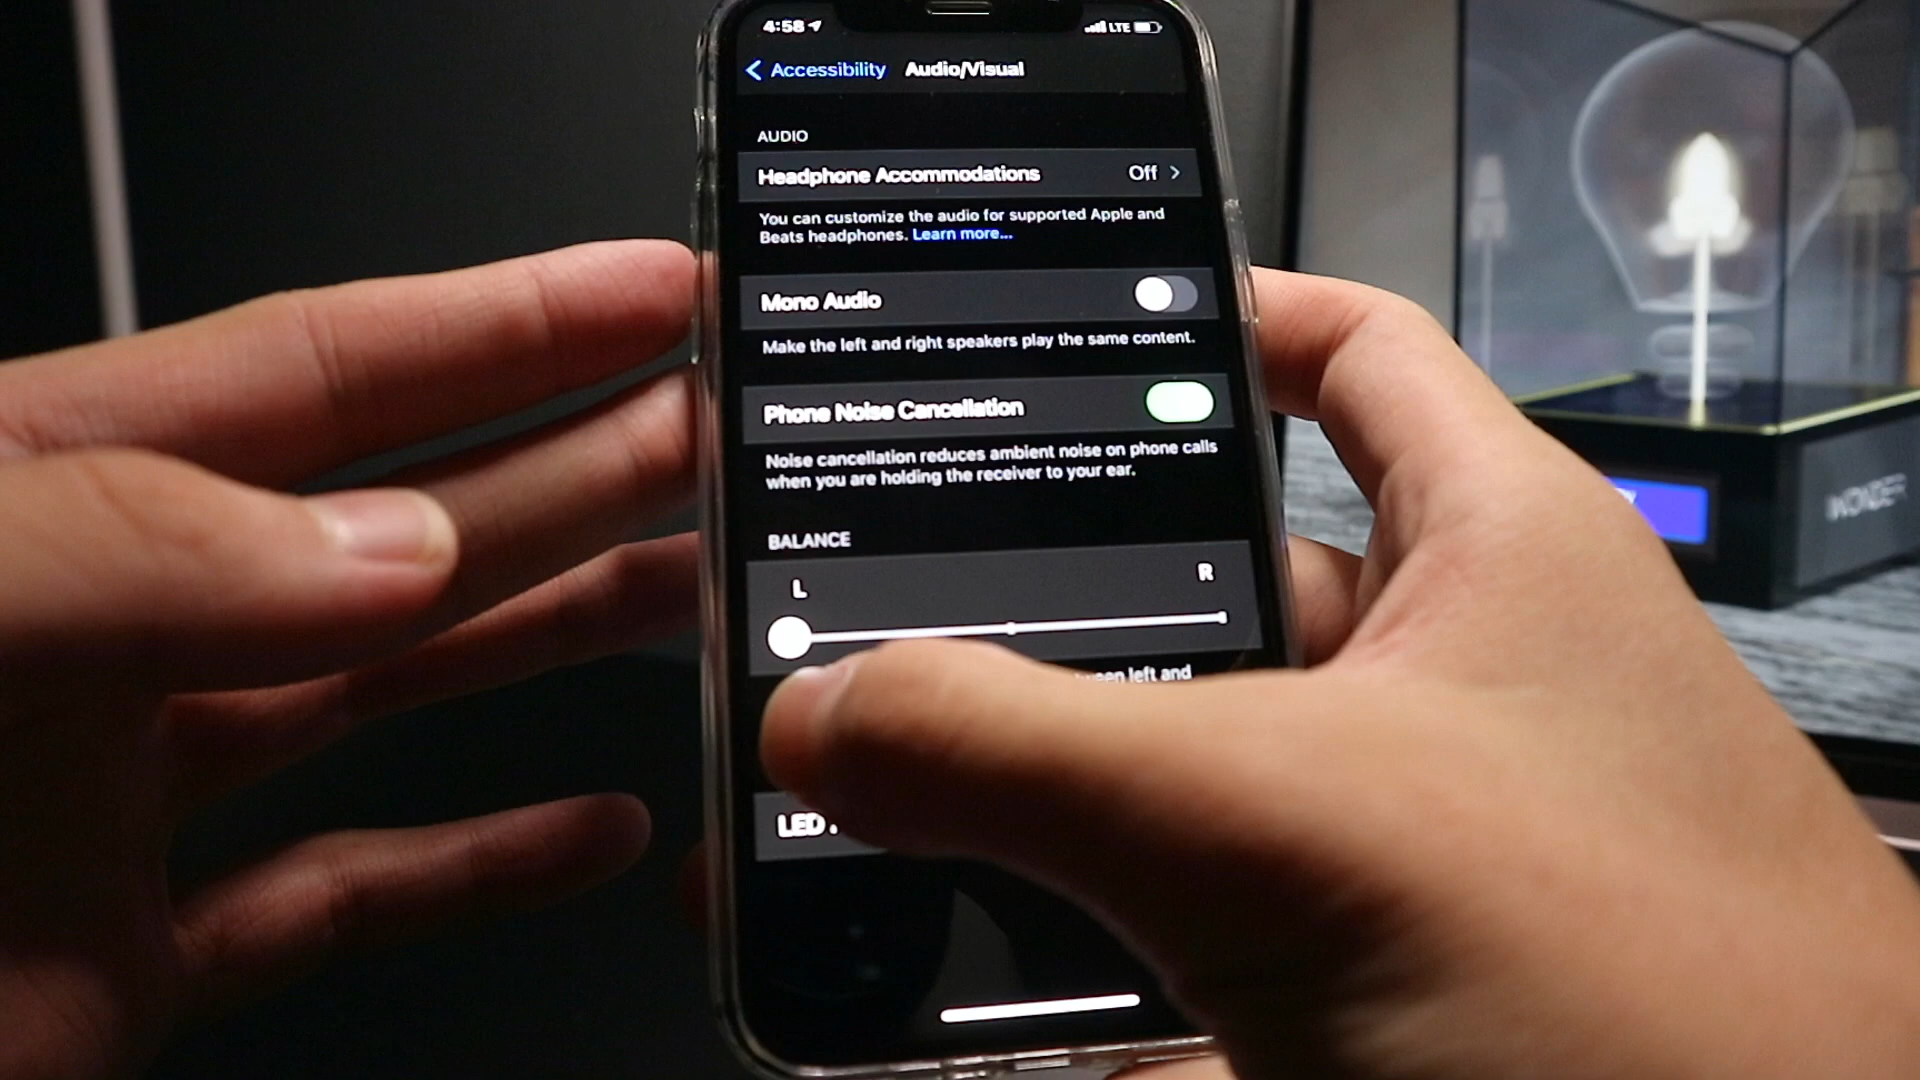 4:58
LTE
Accessibility Audio/Visual
AUDIO
Headphone Accommodations Off
You can customize the audio for supported Apple and
Beats headphones. Learn more...
Mono Audio
Make the left and right speakers play the same content.
Phone Noise Cancellation
Noise cancellation reduces ambient noise on phone calls
when you are holding the receiver to your ear.
BALANCE
L R
left and
LED
WONDER